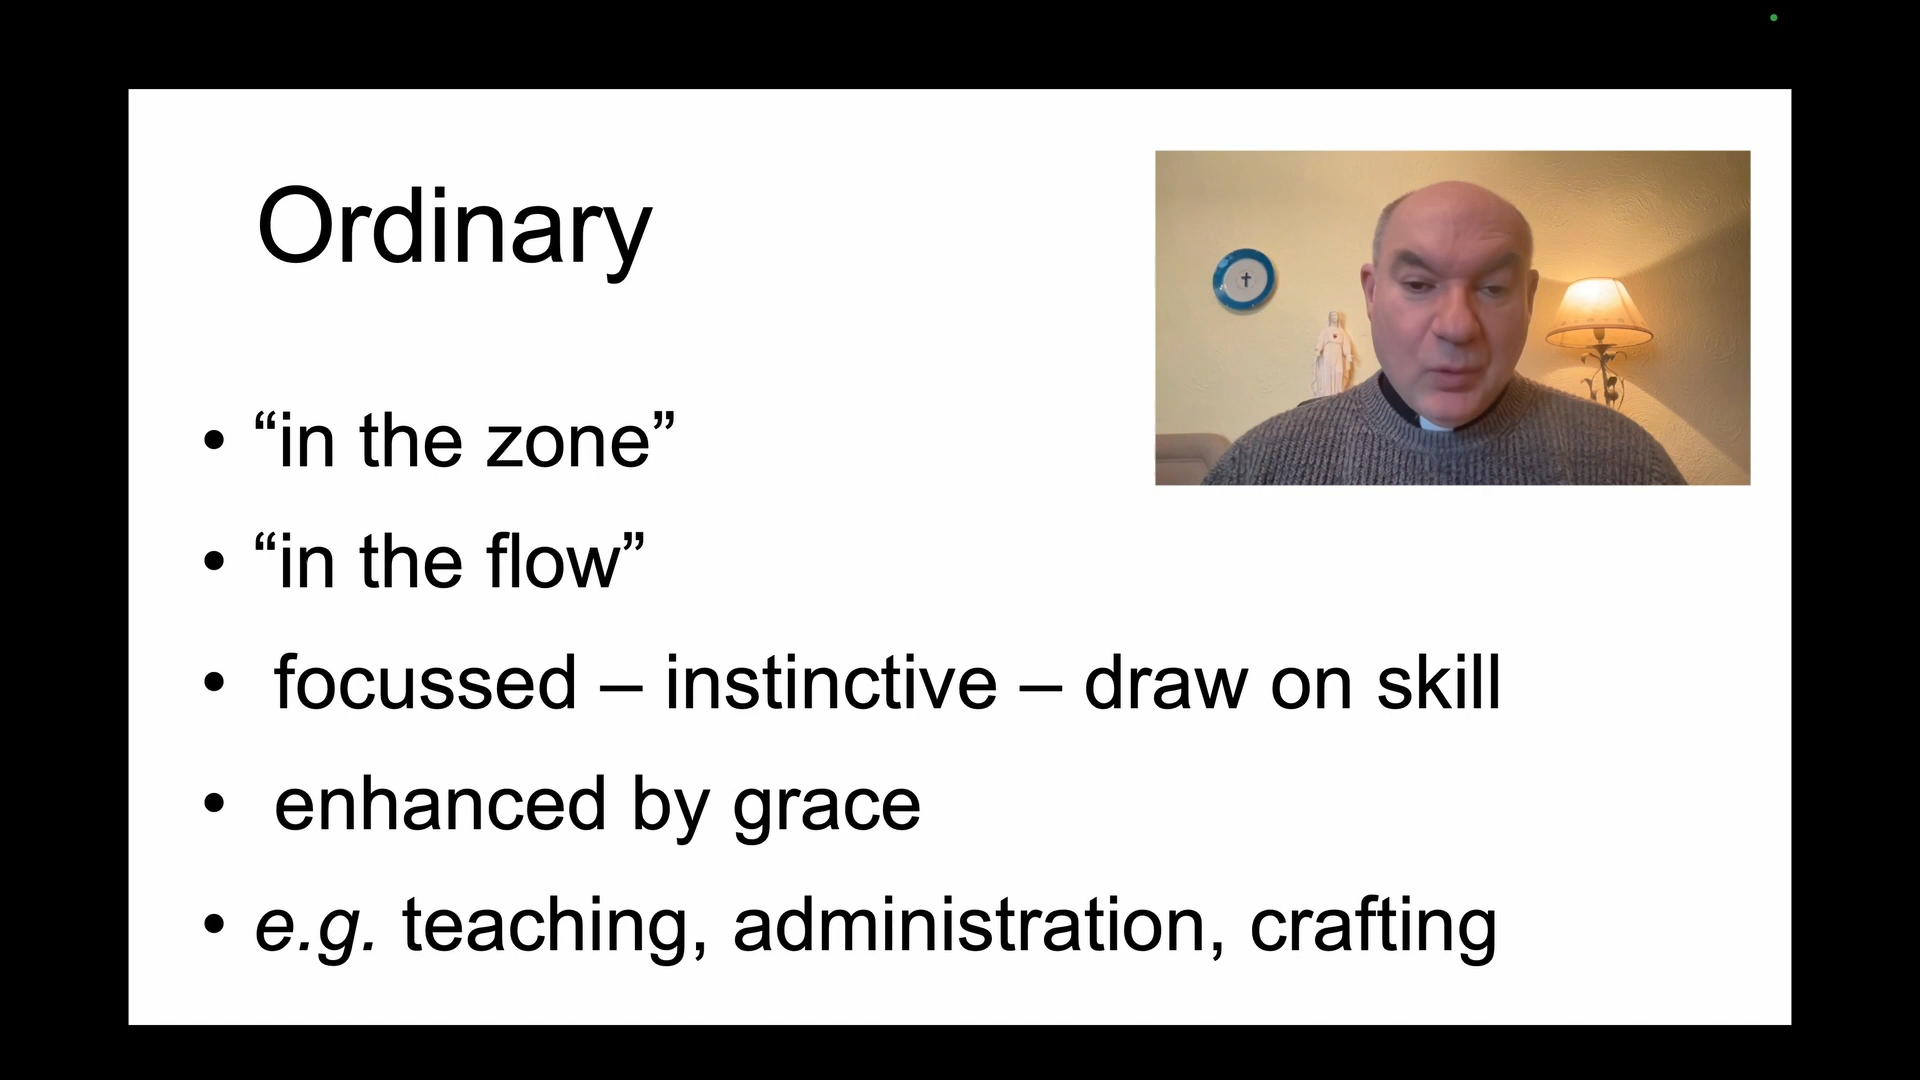 Ordinary
• “in the zone”
• “in the flow”
• focussed – instinctive – draw on skill
• enhanced by grace
• e.g. teaching, administration, crafting